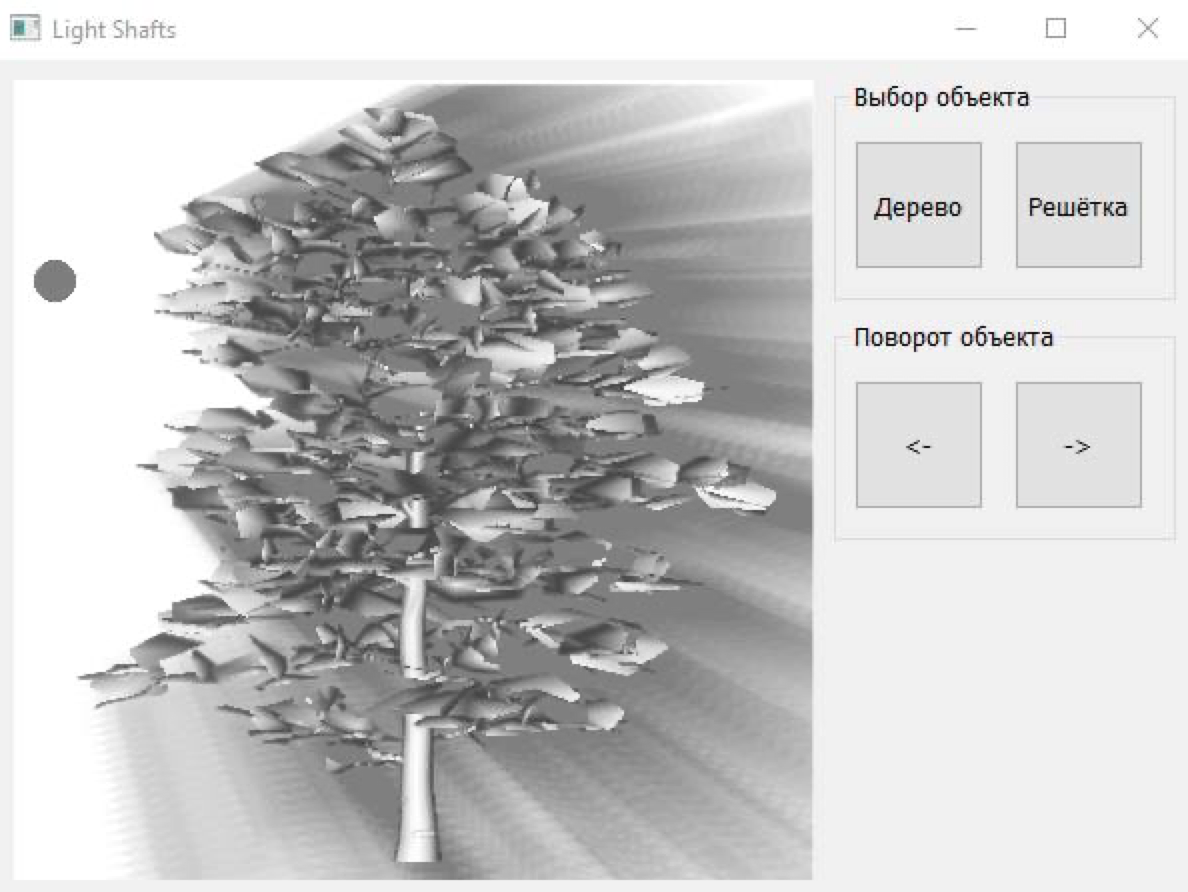 Light Shafts
Выбор объекта
Дерево
Решётка
Поворот объекта
<-
->